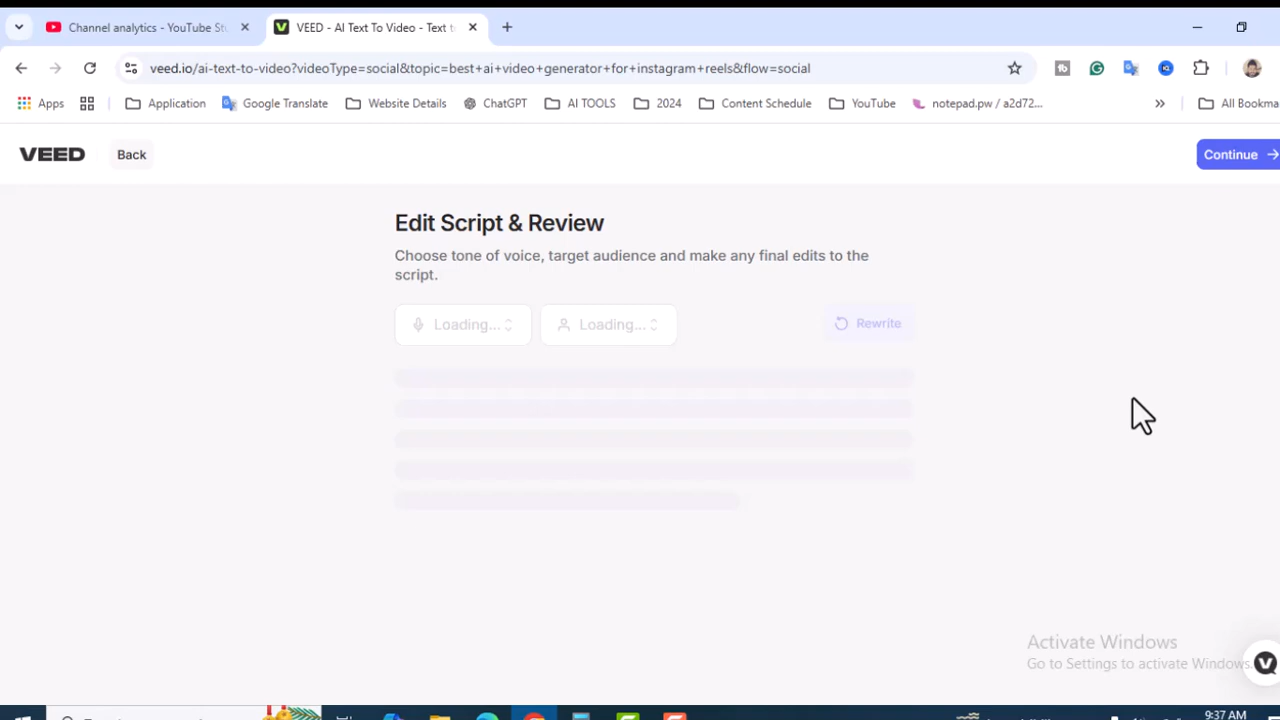 Channel analytics - YouTube St
VEED - AI Text To Video - Text t
veed.io/ai-text-to-video?videoType=social&topic=best+ai+video+generator+for+instagram+reels&flow=social
Apps
Application
Google Translate
Website Details
ChatGPT
AI TOOLS
2024
Content Schedule
YouTube
notepad.pw / a2d72...
All Bookma
VEED
Back
Continue
Edit Script & Review
Choose tone of voice, target audience and make any final edits to the
script.
Loading...
Loading...
Rewrite
Activate Windows
Go to Settings to activate Windows.
9:37 AM